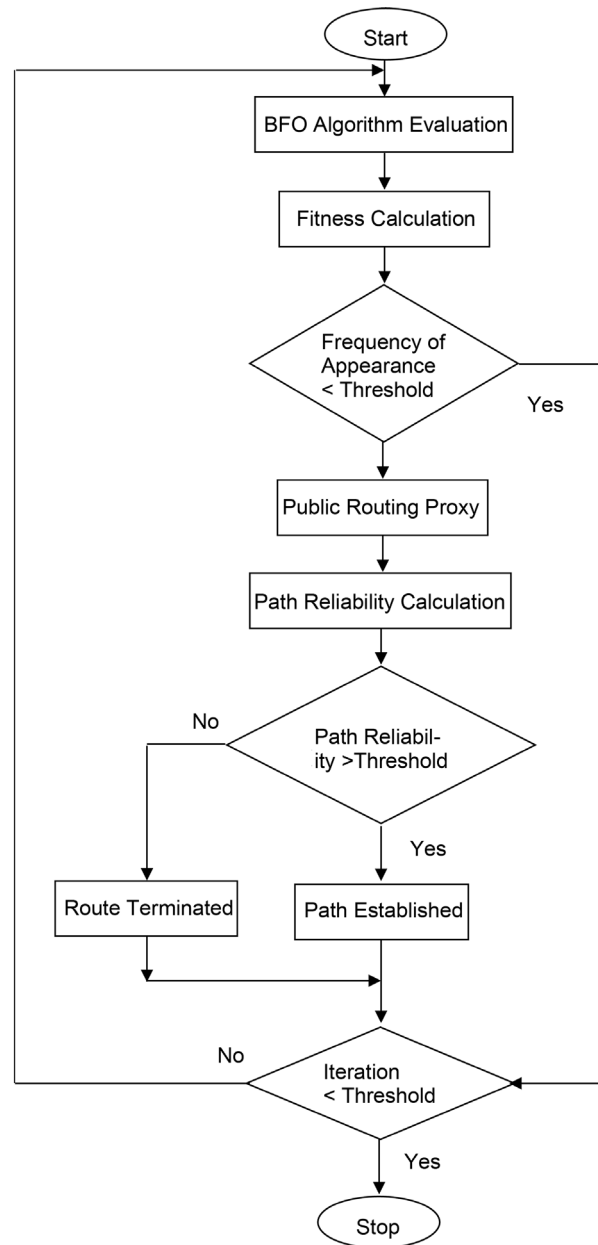 Start
BFO Algorithm Evaluation
Fitness Calculation
Frequency of
Appearance
< Threshold
Yes
Public Routing Proxy
Path Reliability Calculation
No
Path Reliabil-
ity >Threshold
Yes
Route Terminated
Path Established
No
Iteration
< Threshold
Yes
Stop